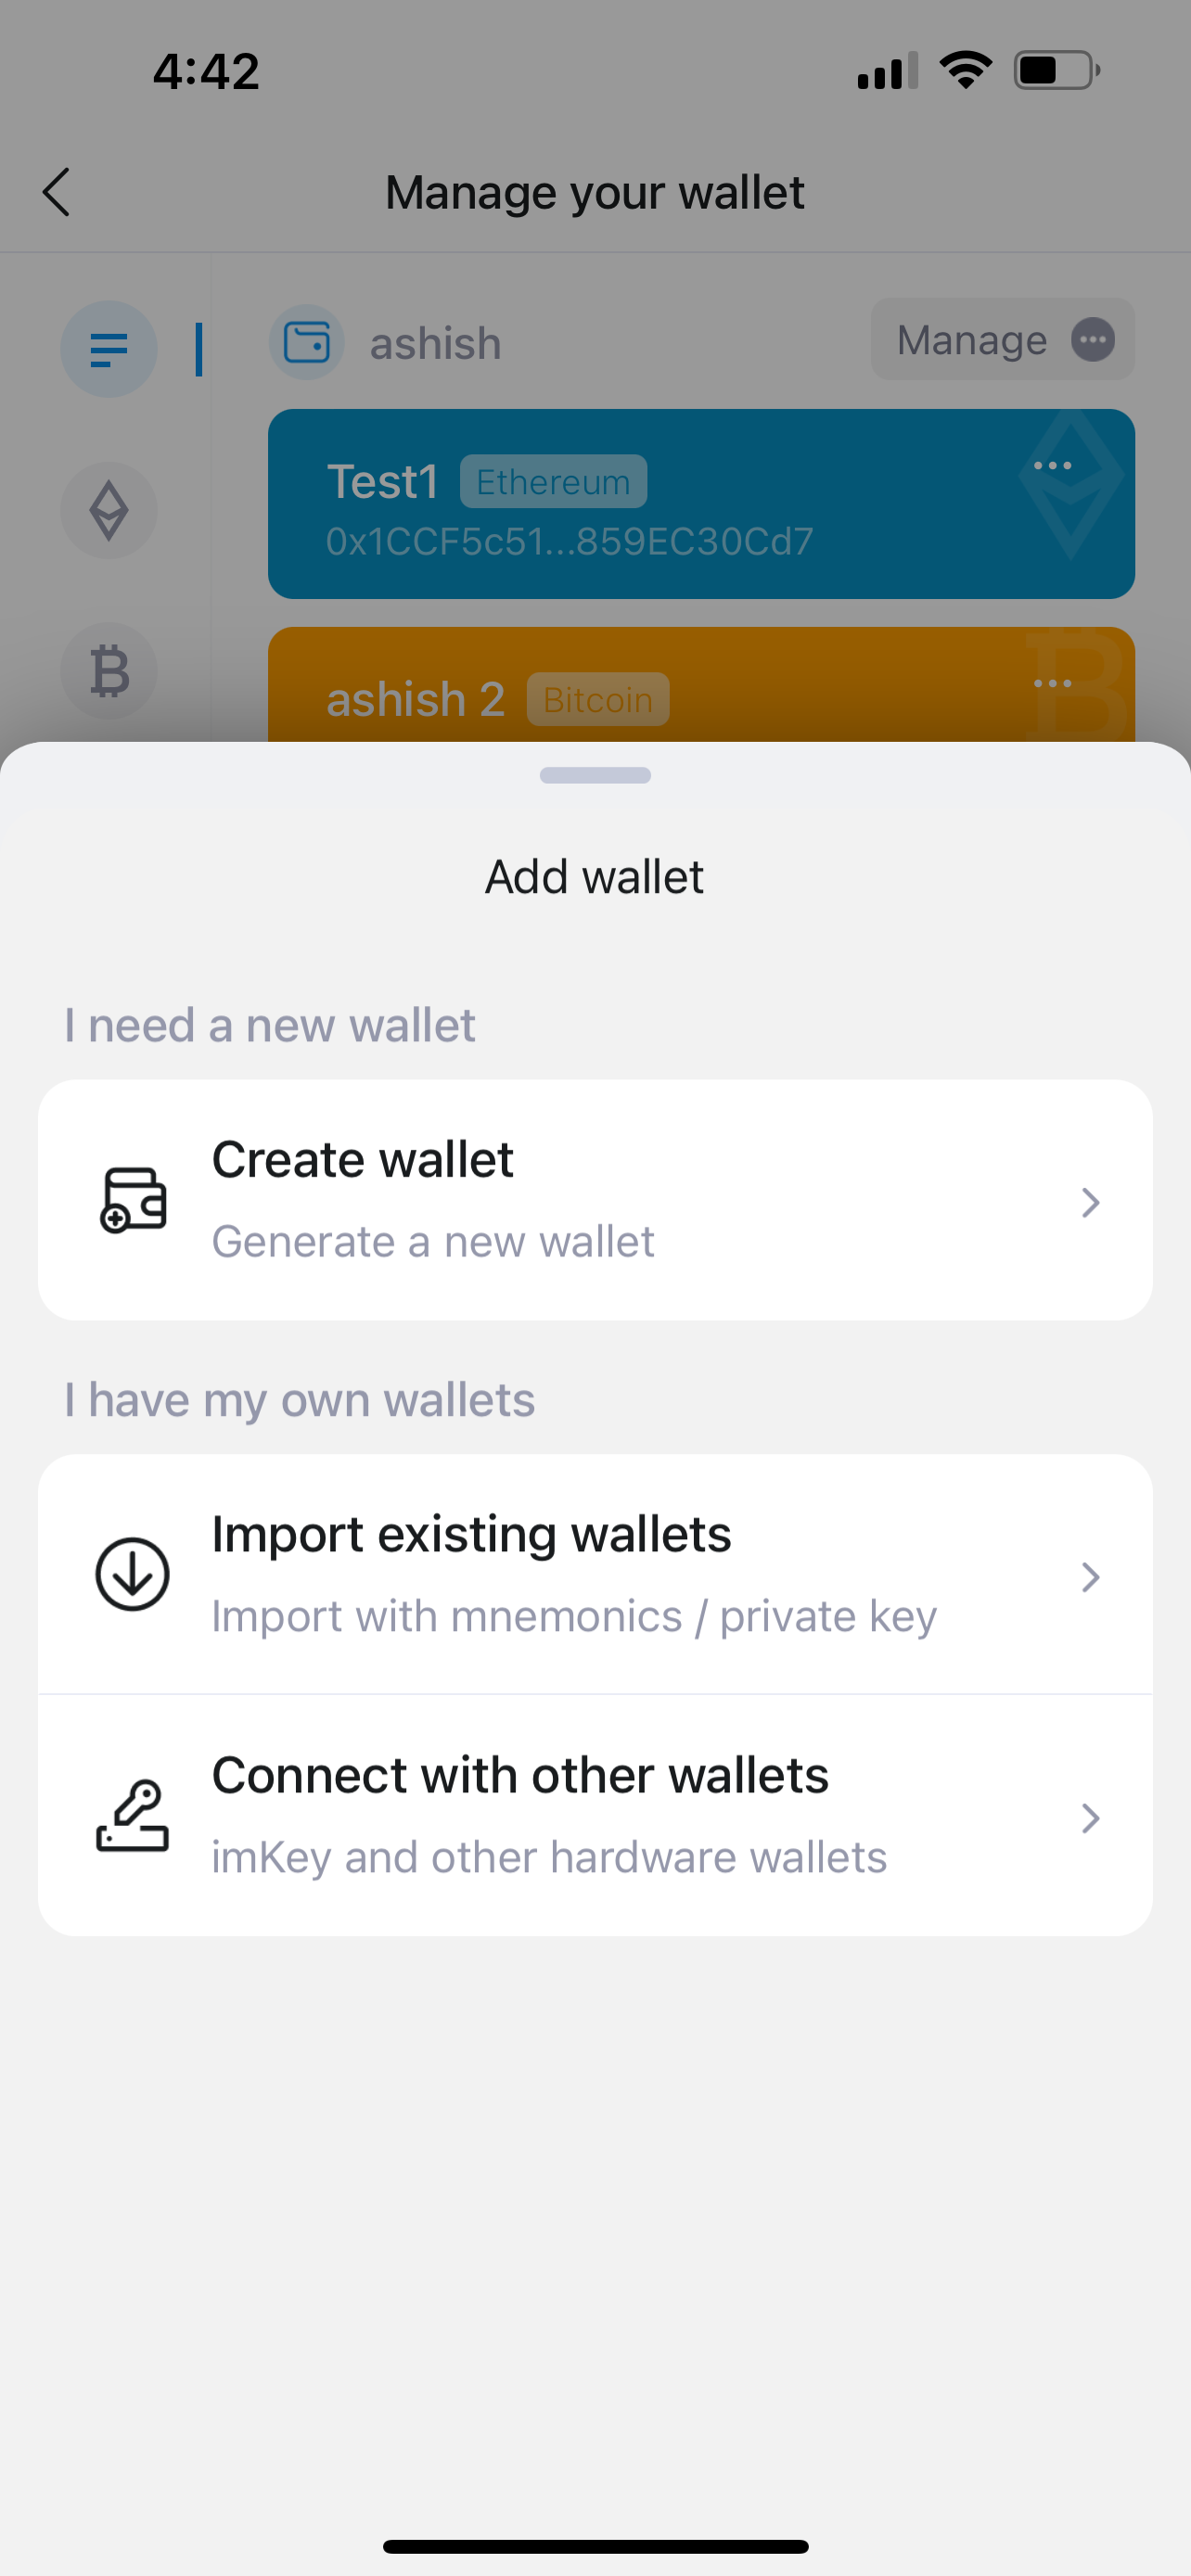 4:42
Manage your wallet
ashish
Manage
Test1 Ethereum
0x1CCF5c51...859EC30Cd7
ashish 2 Bitcoin
Add wallet
I need a new wallet
Create wallet
Generate a new wallet
I have my own wallets
Import existing wallets
Import with mnemonics / private key
Connect with other wallets
imKey and other hardware wallets